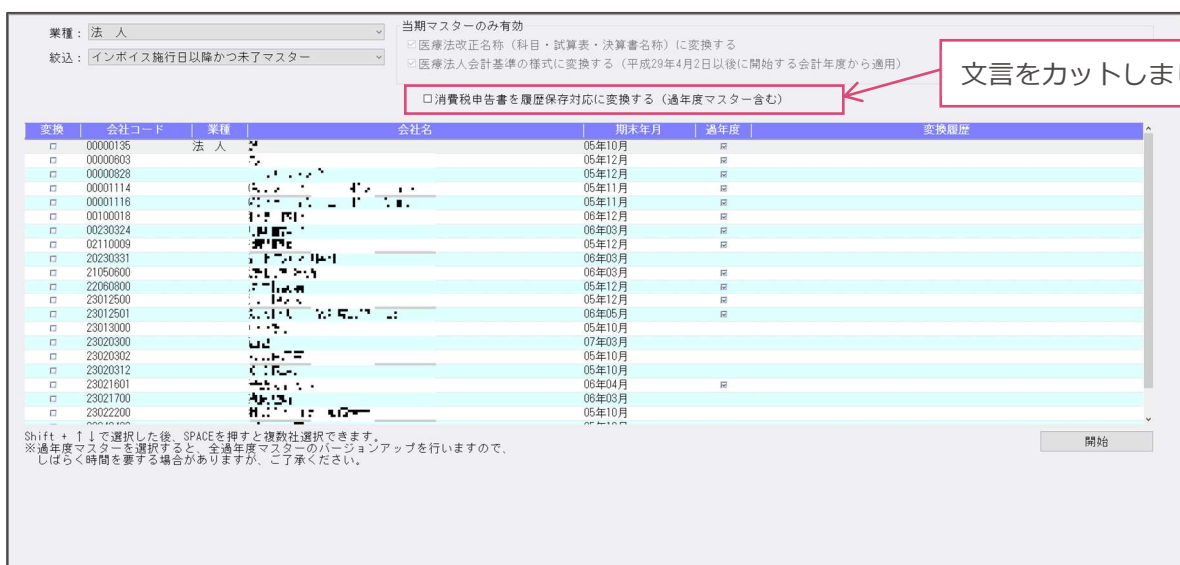 業種： 法　人
絞込： インボイス施行日以降かつ未了マスター
当期マスターのみ有効
医療法改正名称（科目・試算表・決算書名称）に変換する
医療法人会計基準の様式に変換する（平成29年4月2日以後に開始する会計年度から適用）
消費税申告書を履歴保存対応に変換する（過年度マスター含む）
文言をカットしま
変換 会社コード 業種 会社名 期末年月 過年度 変換履歴
00000135 法　人 05年10月
00000603 05年12月
00000828 05年12月
00001114 05年11月
00001116 05年11月
00100018 06年12月
00230324 06年03月
02110009 05年12月
20230331 06年03月
21050600 06年03月
22060800 05年12月
23012500 05年12月
23012501 06年05月
23013000 05年10月
23020300 07年03月
23020302 05年10月
23020312 05年10月
23021601 06年04月
23021700 06年03月
23022200 05年10月
Shift + ↑↓で選択した後、SPACEを押すと複数社選択できます。
※過年度マスターを選択すると、全過年度マスターのバージョンアップを行いますので、
しばらく時間を要する場合がありますが、ご了承ください。
開始